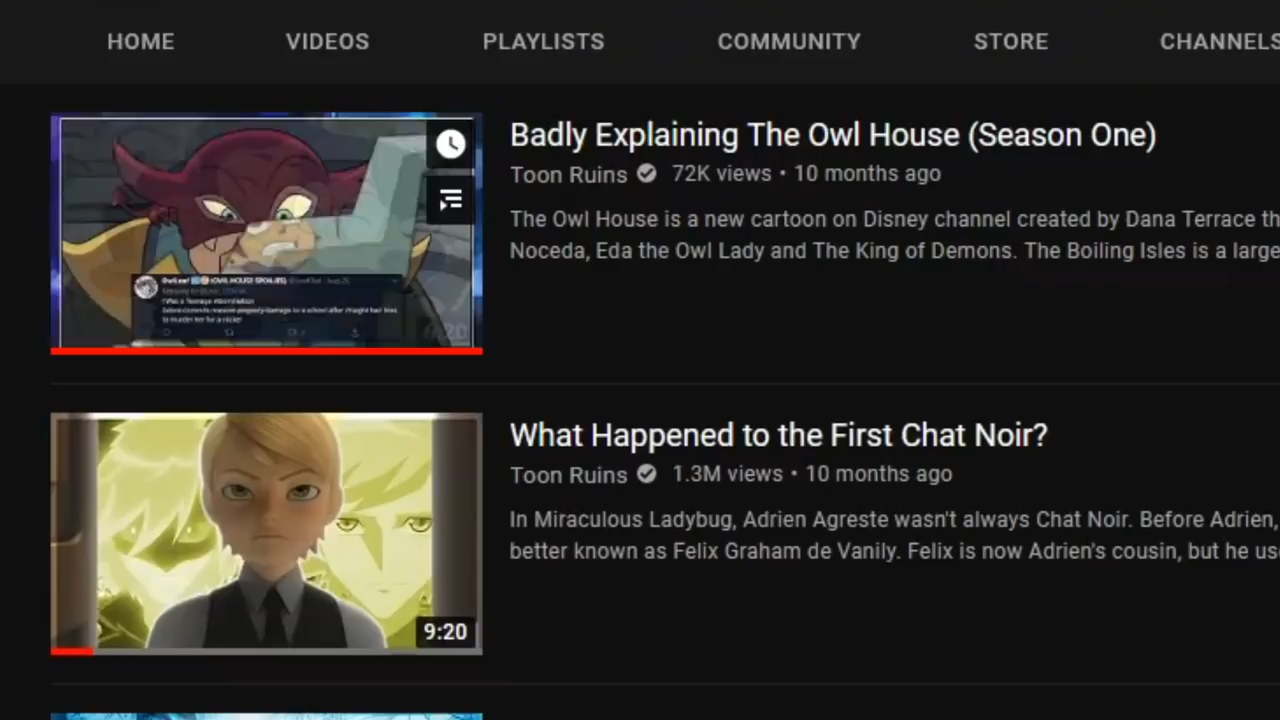 HOME VIDEOS PLAYLISTS COMMUNITY STORE CHANNELS
Badly Explaining The Owl House (Season One)
Toon Ruins 72K views • 10 months ago
The Owl House is a new cartoon on Disney channel created by Dana Terrace th
Noceda, Eda the Owl Lady and The King of Demons. The Boiling Isles is a large
I Was a Teenage Abomination
What Happened to the First Chat Noir?
Toon Ruins 1.3M views • 10 months ago
In Miraculous Ladybug, Adrien Agreste wasn't always Chat Noir. Before Adrien,
better known as Felix Graham de Vanily. Felix is now Adrien's cousin, but he us
9:20